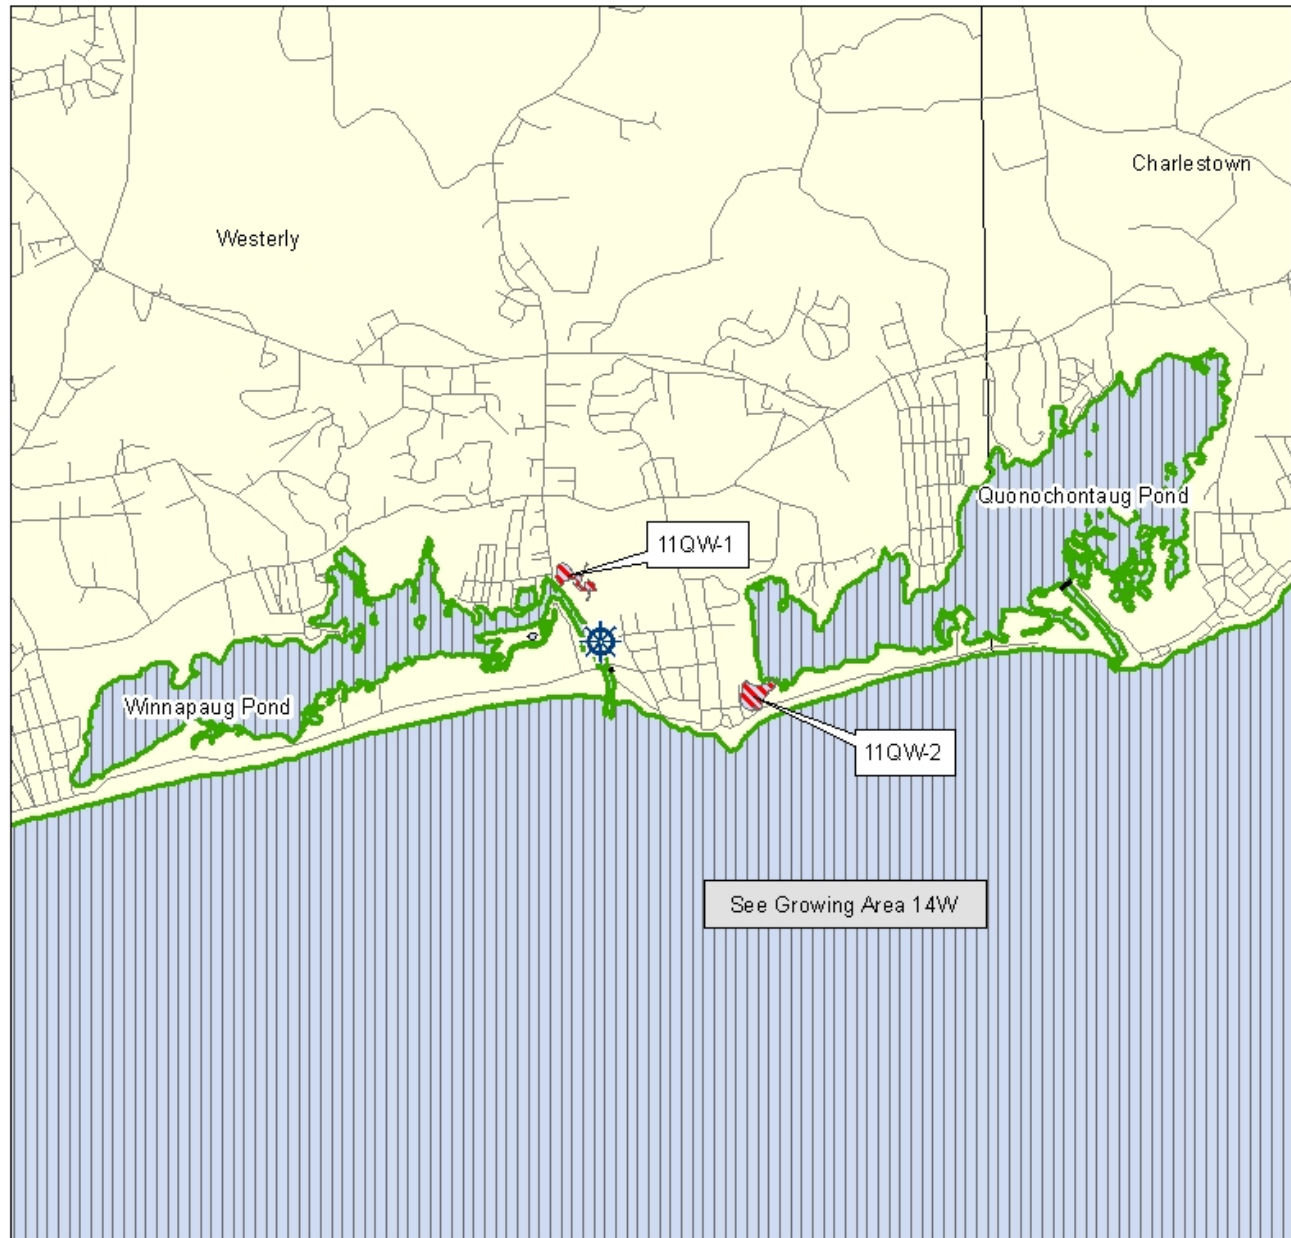 Charlestown
Westerly
Quonochontaug Pond
11QW-1
Winnapaug Pond
11QW-2
See Growing Area 14W